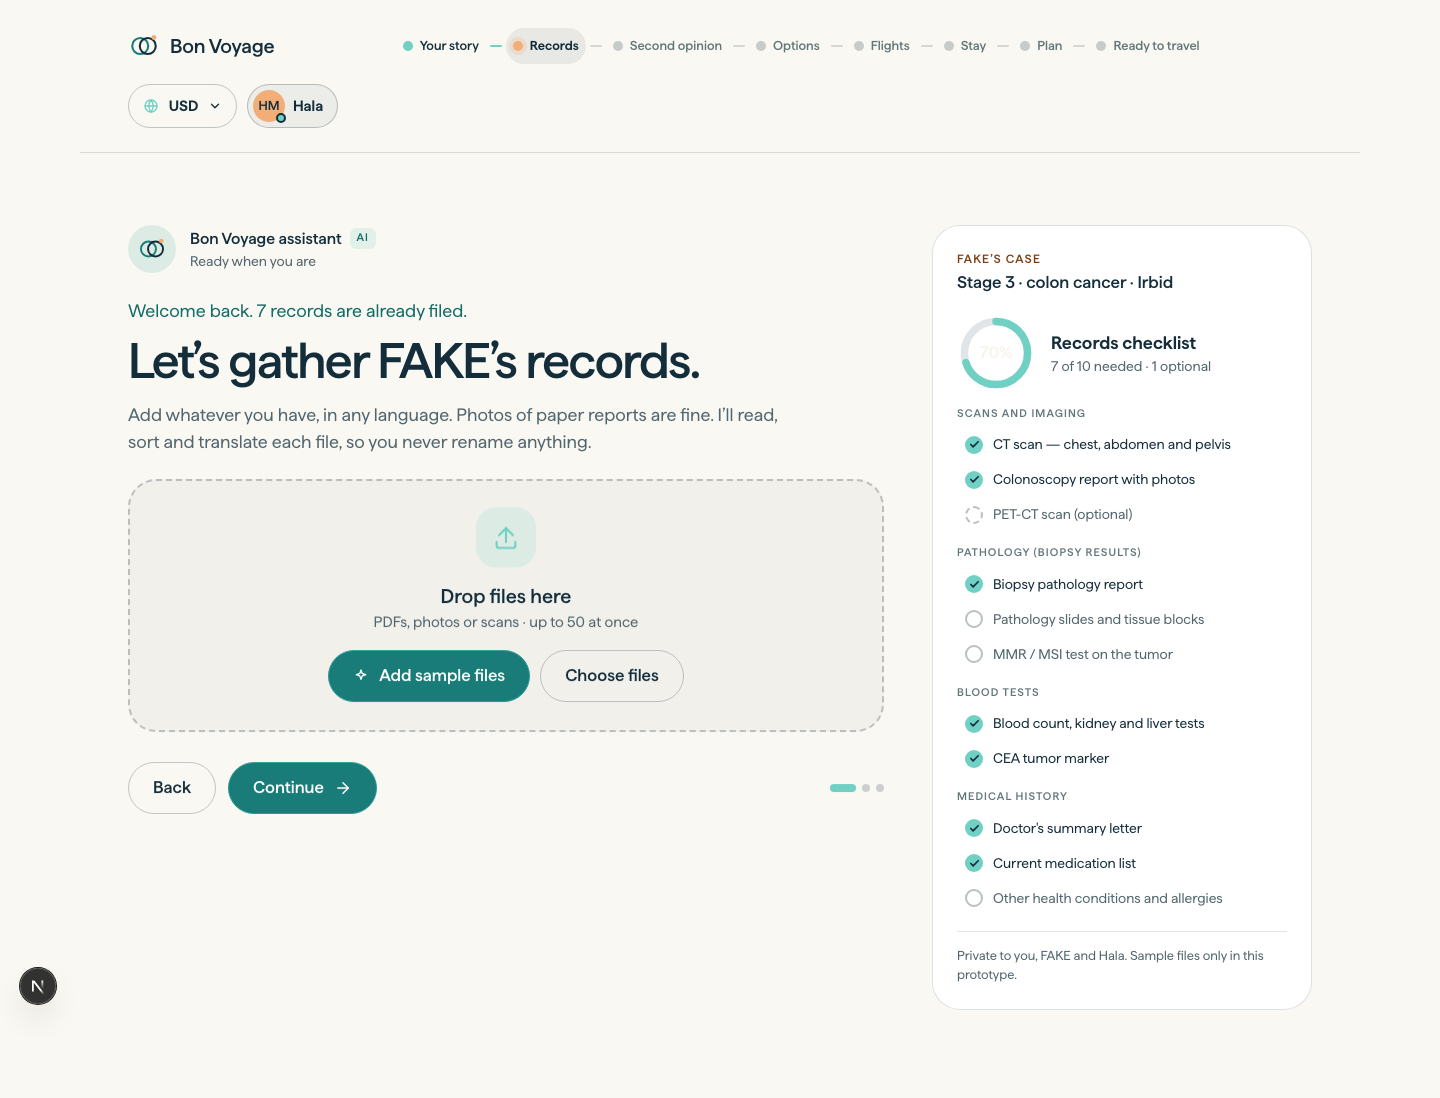 Bon Voyage
Your story
Records
Second opinion
Options
Flights
Stay
Plan
Ready to travel
USD
HM
Hala
Bon Voyage assistant
AI
Ready when you are
Welcome back. 7 records are already filed.
Let’s gather FAKE’s records.
Add whatever you have, in any language. Photos of paper reports are fine. I’ll read,
sort and translate each file, so you never rename anything.
Drop files here
PDFs, photos or scans · up to 50 at once
Add sample files
Choose files
Back
Continue
FAKE’S CASE
Stage 3 · colon cancer · Irbid
70%
Records checklist
7 of 10 needed · 1 optional
SCANS AND IMAGING
CT scan — chest, abdomen and pelvis
Colonoscopy report with photos
PET-CT scan (optional)
PATHOLOGY (BIOPSY RESULTS)
Biopsy pathology report
Pathology slides and tissue blocks
MMR / MSI test on the tumor
BLOOD TESTS
Blood count, kidney and liver tests
CEA tumor marker
MEDICAL HISTORY
Doctor's summary letter
Current medication list
Other health conditions and allergies
Private to you, FAKE and Hala. Sample files only in this
prototype.
N